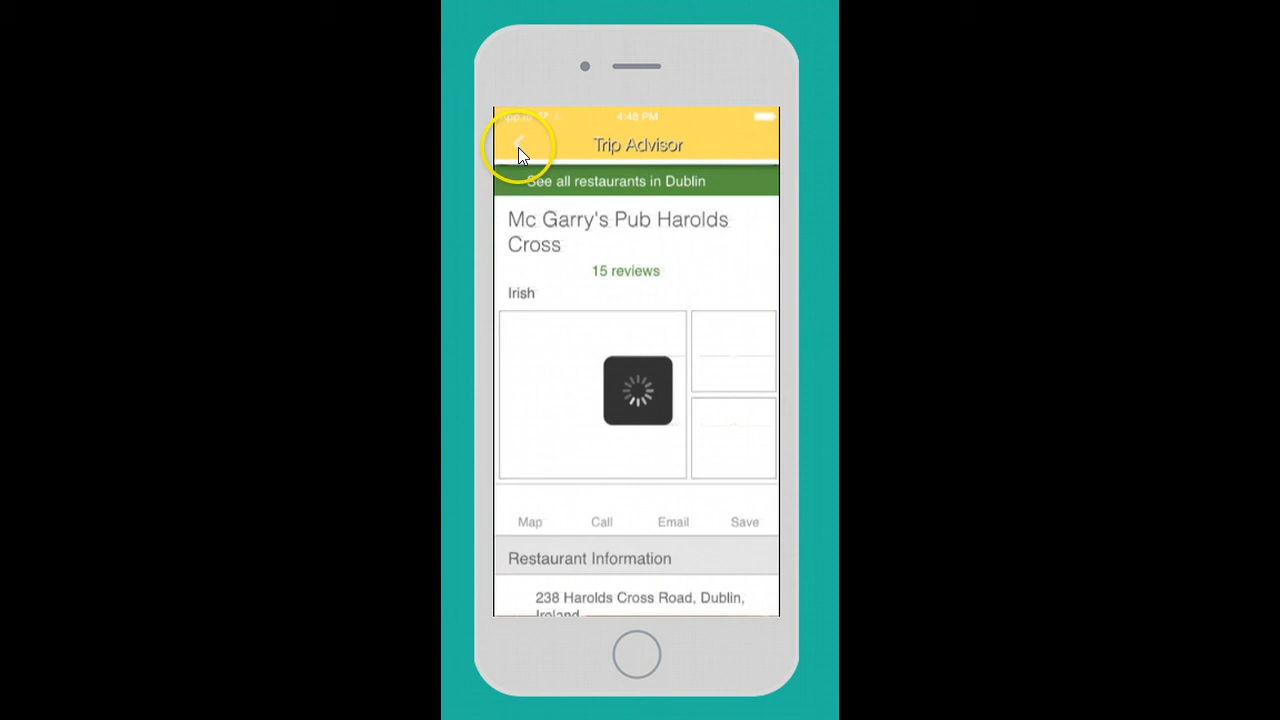 4:48 PM
Trip Advisor
See all restaurants in Dublin
Mc Garry's Pub Harolds
Cross
15 reviews
Irish
Map Call Email Save
Restaurant Information
238 Harolds Cross Road, Dublin,
Ireland